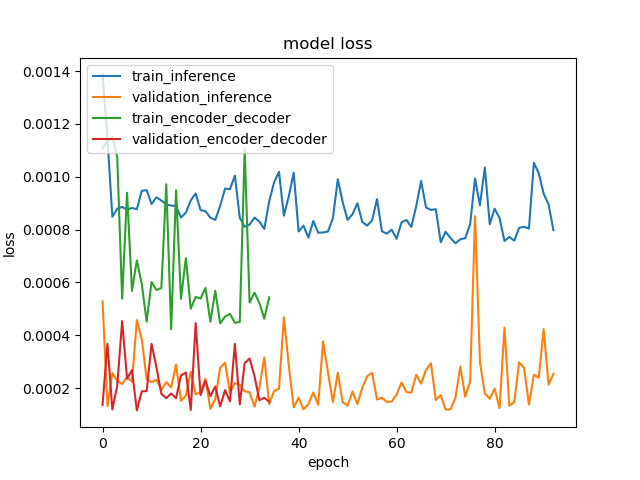 model loss
train_inference
validation_inference
train_encoder_decoder
validation_encoder_decoder
0.0014
0.0012
0.0010
0.0008
0.0006
0.0004
0.0002
loss
0 20 40 60 80
epoch